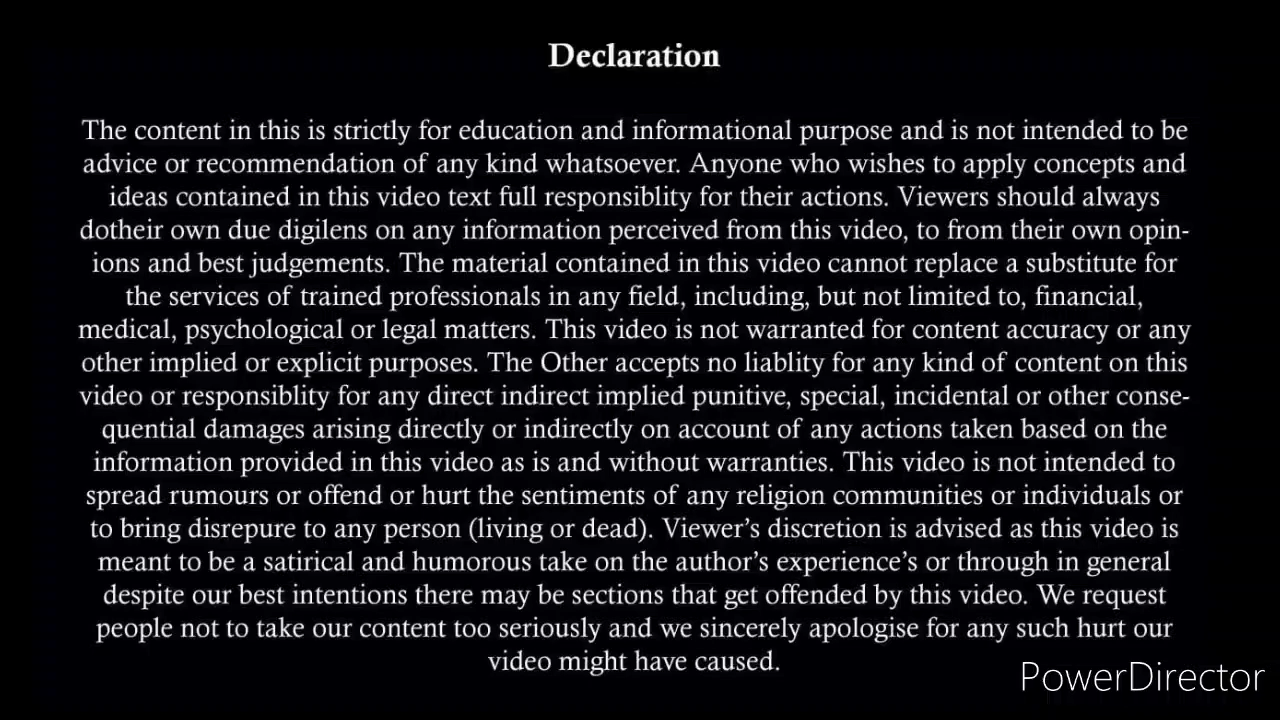 Declaration
The content in this is strictly for education and informational purpose and is not intended to be
advice or recommendation of any kind whatsoever. Anyone who wishes to apply concepts and
ideas contained in this video text full responsiblity for their actions. Viewers should always
dotheir own due digilens on any information perceived from this video, to from their own opin-
ions and best judgements. The material contained in this video cannot replace a substitute for
the services of trained professionals in any field, including, but not limited to, financial,
medical, psychological or legal matters. This video is not warranted for content accuracy or any
other implied or explicit purposes. The Other accepts no liablity for any kind of content on this
video or responsiblity for any direct indirect implied punitive, special, incidental or other conse-
quential damages arising directly or indirectly on account of any actions taken based on the
information provided in this video as is and without warranties. This video is not intended to
spread rumours or offend or hurt the sentiments of any religion communities or individuals or
to bring disrepure to any person (living or dead). Viewer’s discretion is advised as this video is
meant to be a satirical and humorous take on the author’s experience’s or through in general
despite our best intentions there may be sections that get offended by this video. We request
people not to take our content too seriously and we sincerely apologise for any such hurt our
video might have caused.
PowerDirector